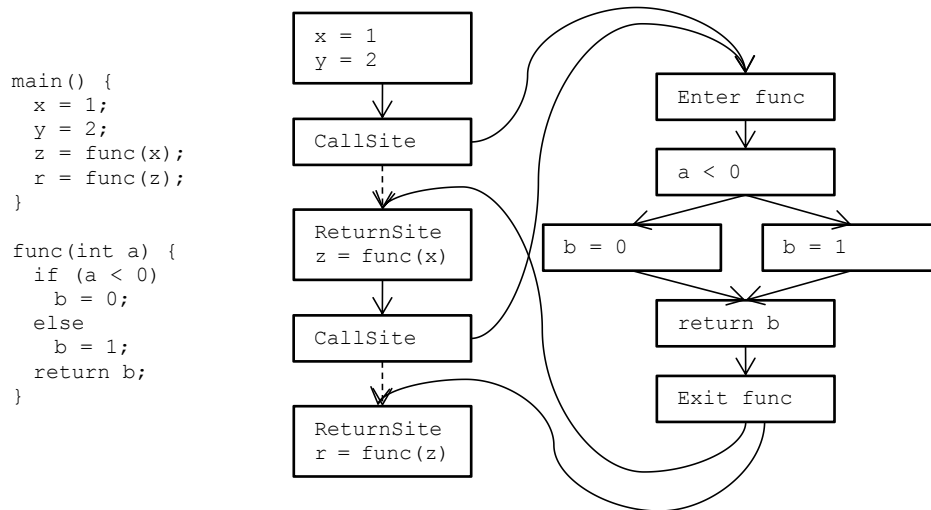 main() {
x = 1;
y = 2;
z = func(x);
r = func(z);
}
func(int a) {
if (a < 0)
b = 0;
else
b = 1;
return b;
}
x = 1
y = 2
CallSite
ReturnSite
z = func(x)
CallSite
ReturnSite
r = func(z)
Enter func
a < 0
b = 0
b = 1
return b
Exit func